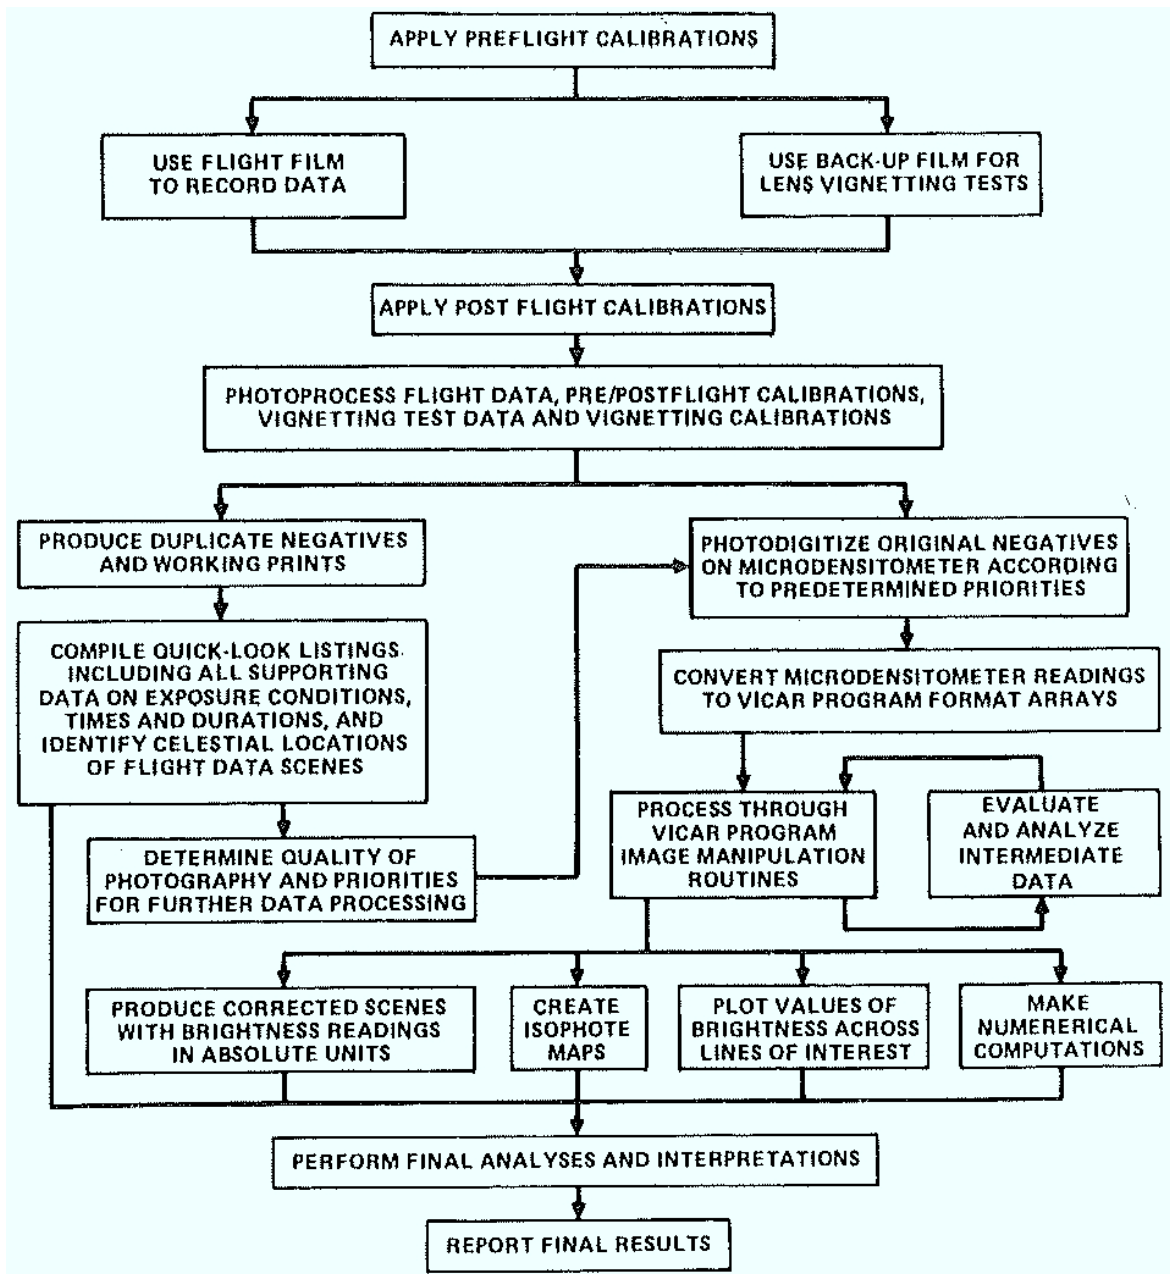 APPLY PREFLIGHT CALIBRATIONS
USE FLIGHT FILM
TO RECORD DATA
USE BACK-UP FILM FOR
LENS VIGNETTING TESTS
APPLY POST FLIGHT CALIBRATIONS
PHOTOPROCESS FLIGHT DATA, PRE/POSTFLIGHT CALIBRATIONS,
VIGNETTING TEST DATA AND VIGNETTING CALIBRATIONS
PRODUCE DUPLICATE NEGATIVES
AND WORKING PRINTS
PHOTODIGITIZE ORIGINAL NEGATIVES
ON MICRODENSITOMETER ACCORDING
TO PREDETERMINED PRIORITIES
COMPILE QUICK-LOOK LISTINGS
INCLUDING ALL SUPPORTING
DATA ON EXPOSURE CONDITIONS,
TIMES AND DURATIONS, AND
IDENTIFY CELESTIAL LOCATIONS
OF FLIGHT DATA SCENES
CONVERT MICRODENSITOMETER READINGS
TO VICAR PROGRAM FORMAT ARRAYS
DETERMINE QUALITY OF
PHOTOGRAPHY AND PRIORITIES
FOR FURTHER DATA PROCESSING
PROCESS THROUGH
VICAR PROGRAM
IMAGE MANIPULATION
ROUTINES
EVALUATE
AND ANALYZE
INTERMEDIATE
DATA
PRODUCE CORRECTED SCENES
WITH BRIGHTNESS READINGS
IN ABSOLUTE UNITS
CREATE
ISOPHOTE
MAPS
PLOT VALUES OF
BRIGHTNESS ACROSS
LINES OF INTEREST
MAKE
NUMERERICAL
COMPUTATIONS
PERFORM FINAL ANALYSES AND INTERPRETATIONS
REPORT FINAL RESULTS